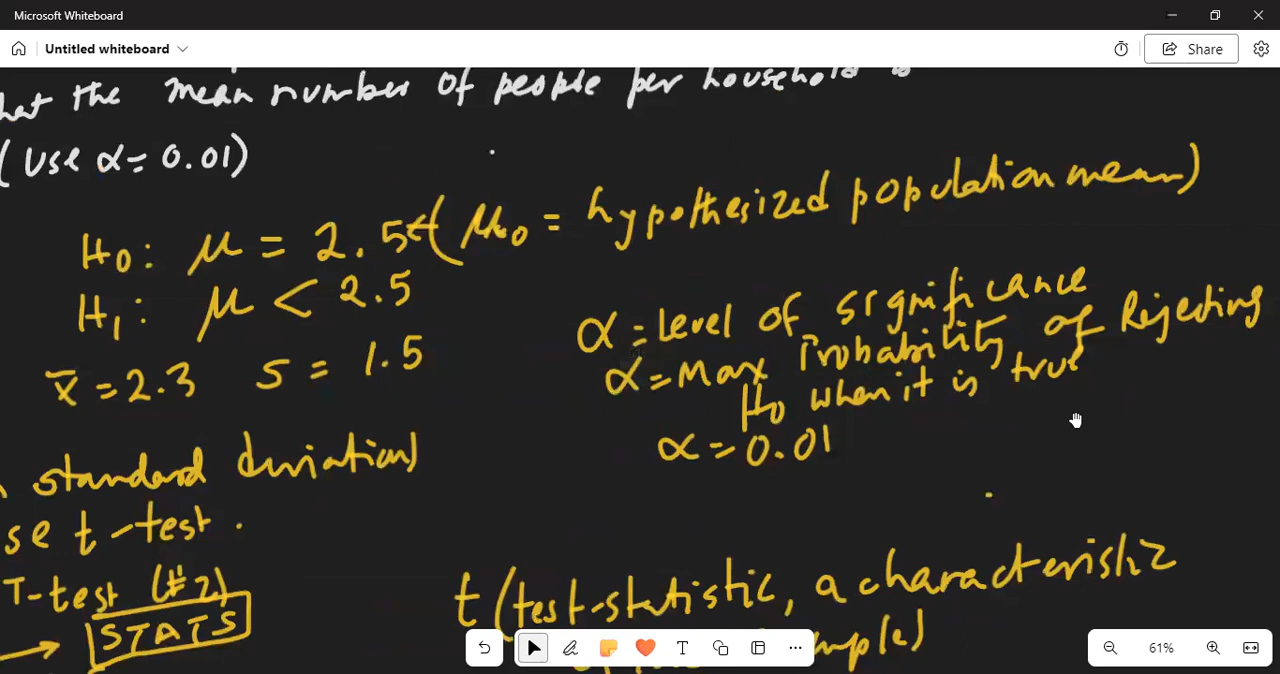 Microsoft Whiteboard
Untitled whiteboard
Share
hat the mean number of people per household is
(Use α = 0.01)
H0: μ = 2.5 ← (μ0 = hypothesized population mean)
H1: μ < 2.5
x̄ = 2.3 s = 1.5
α = Level of significance
α = Max Probability of Rejecting
H0 when it is true
α = 0.01
standard deviation)
se t-test.
T-test (#2)
→ STATS
t (test-statistic, a characteristic
mple)
61%